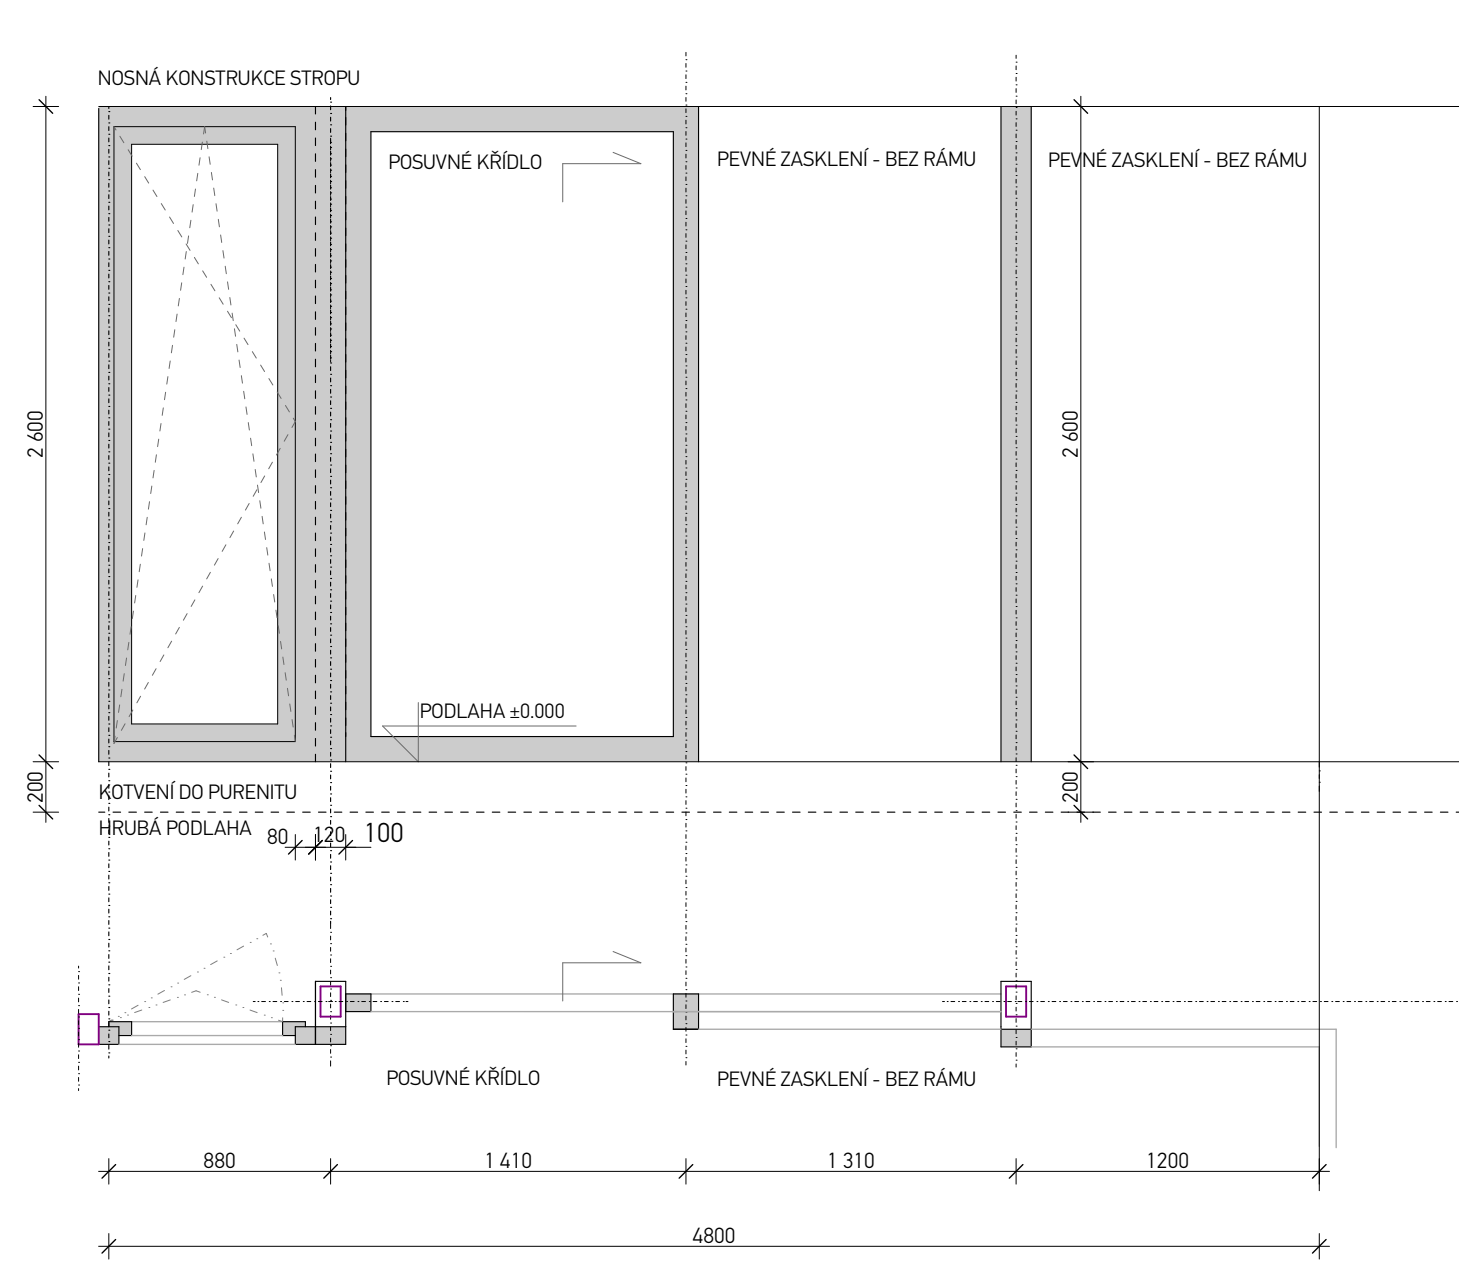 NOSNÁ KONSTRUKCE STROPU
POSUVNÉ KŘÍDLO
PEVNÉ ZASKLENÍ - BEZ RÁMU
PEVNÉ ZASKLENÍ - BEZ RÁMU
2 600
2 600
PODLAHA ±0.000
200
KOTVENÍ DO PURENITU
200
HRUBÁ PODLAHA
80
120
100
POSUVNÉ KŘÍDLO
PEVNÉ ZASKLENÍ - BEZ RÁMU
880
1 410
1 310
1200
4800